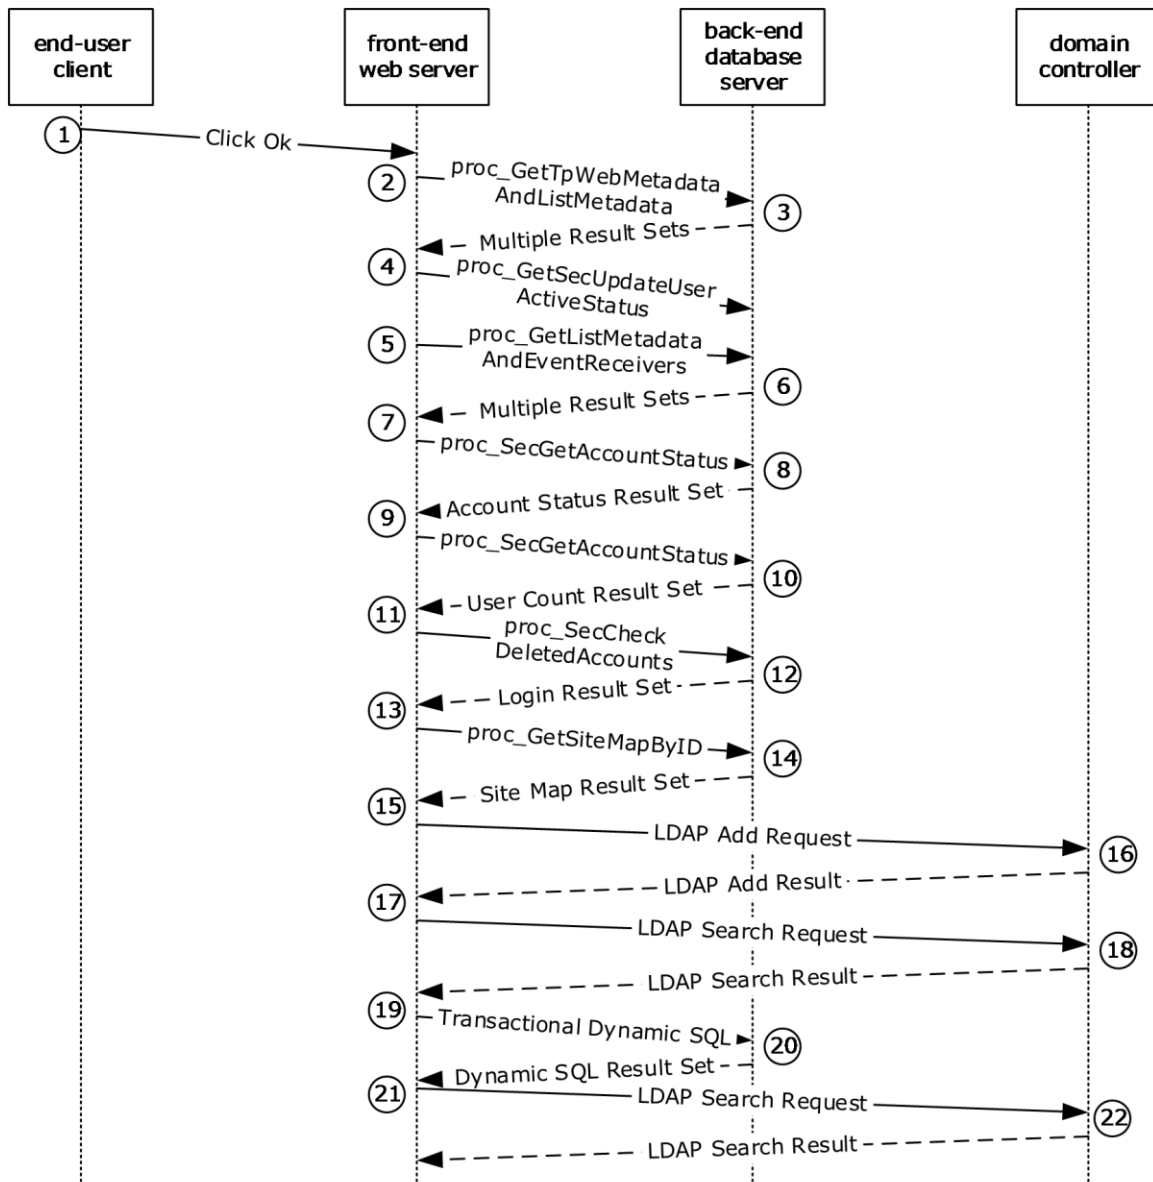 end-user
client
front-end
web server
back-end
database
server
domain
controller
1
Click Ok
2
proc_GetTpWebMetadata
AndListMetadata
3
Multiple Result Sets
4
proc_GetSecUpdateUser
ActiveStatus
5
proc_GetListMetadata
AndEventReceivers
6
Multiple Result Sets
7
proc_SecGetAccountStatus
8
Account Status Result Set
9
proc_SecGetAccountStatus
10
User Count Result Set
11
proc_SecCheck
DeletedAccounts
12
Login Result Set
13
proc_GetSiteMapByID
14
Site Map Result Set
15
LDAP Add Request
16
LDAP Add Result
17
LDAP Search Request
18
LDAP Search Result
19
Transactional Dynamic SQL
20
Dynamic SQL Result Set
21
LDAP Search Request
22
LDAP Search Result